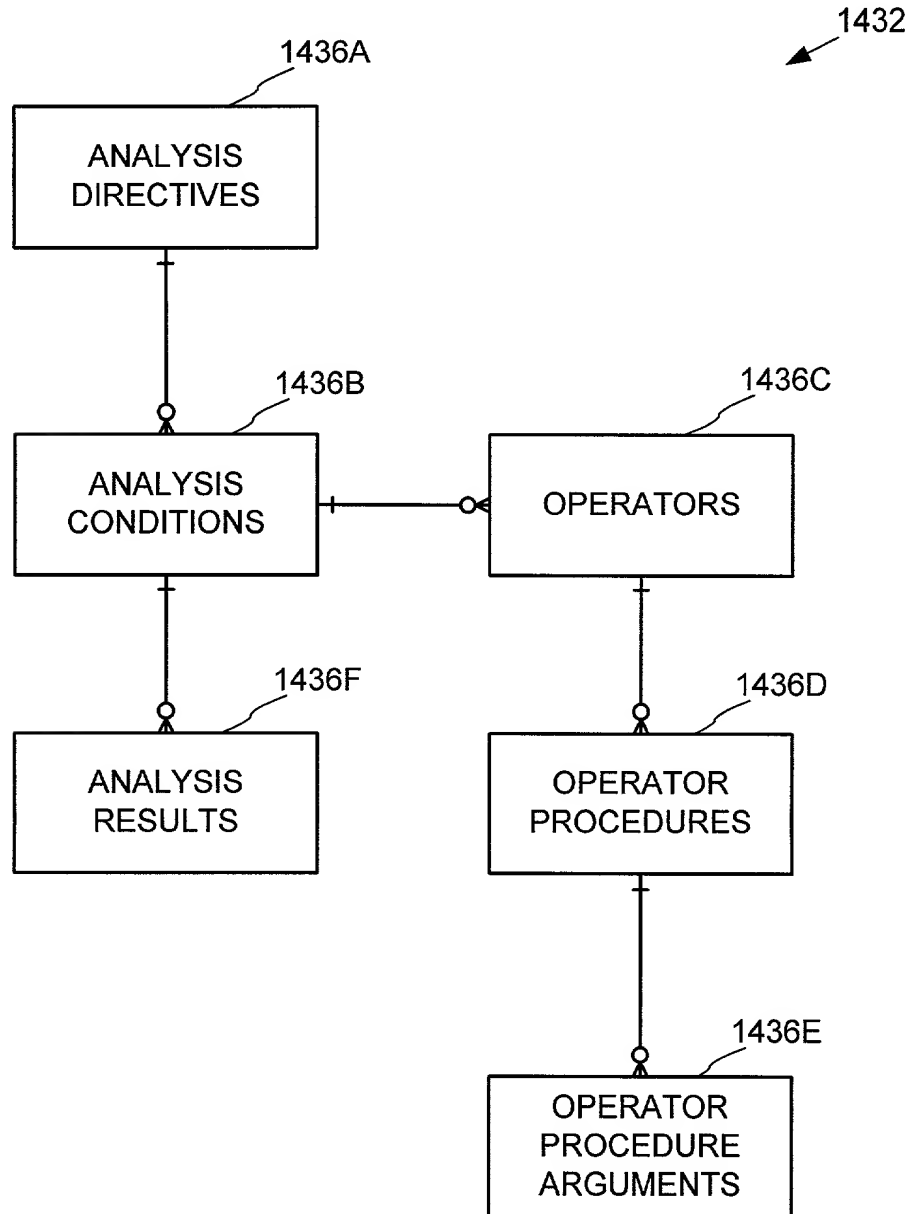 1432
1436A
ANALYSIS
DIRECTIVES
1436B
ANALYSIS
CONDITIONS
1436C
OPERATORS
1436F
ANALYSIS
RESULTS
1436D
OPERATOR
PROCEDURES
1436E
OPERATOR
PROCEDURE
ARGUMENTS